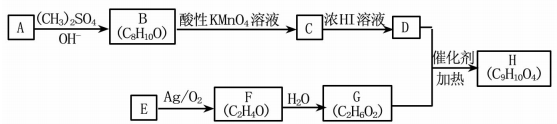 A (CH₃)₂SO₄ OH⁻ B (C₈H₁₀O) 酸性KMnO₄溶液 C 浓HI溶液 D
催化剂 加热 H (C₉H₁₀O₄)
E Ag/O₂ F (C₂H₄O) H₂O G (C₂H₆O₂)